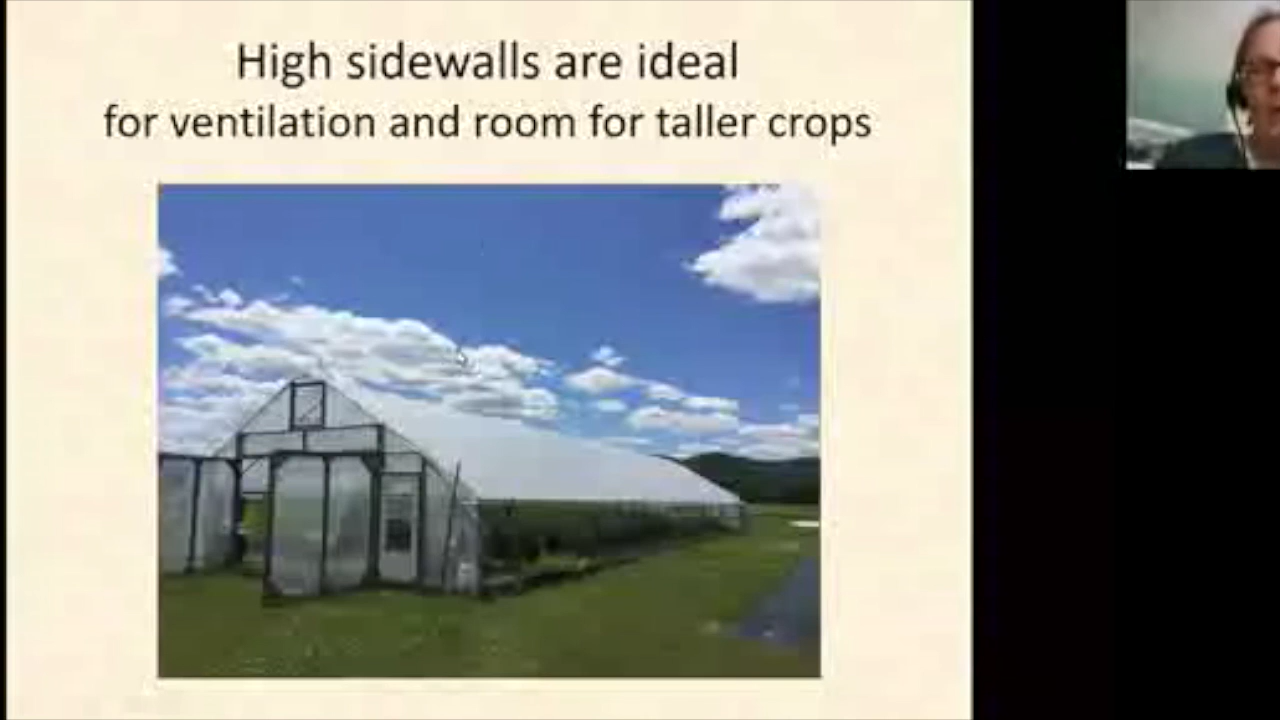 High sidewalls are ideal
for ventilation and room for taller crops